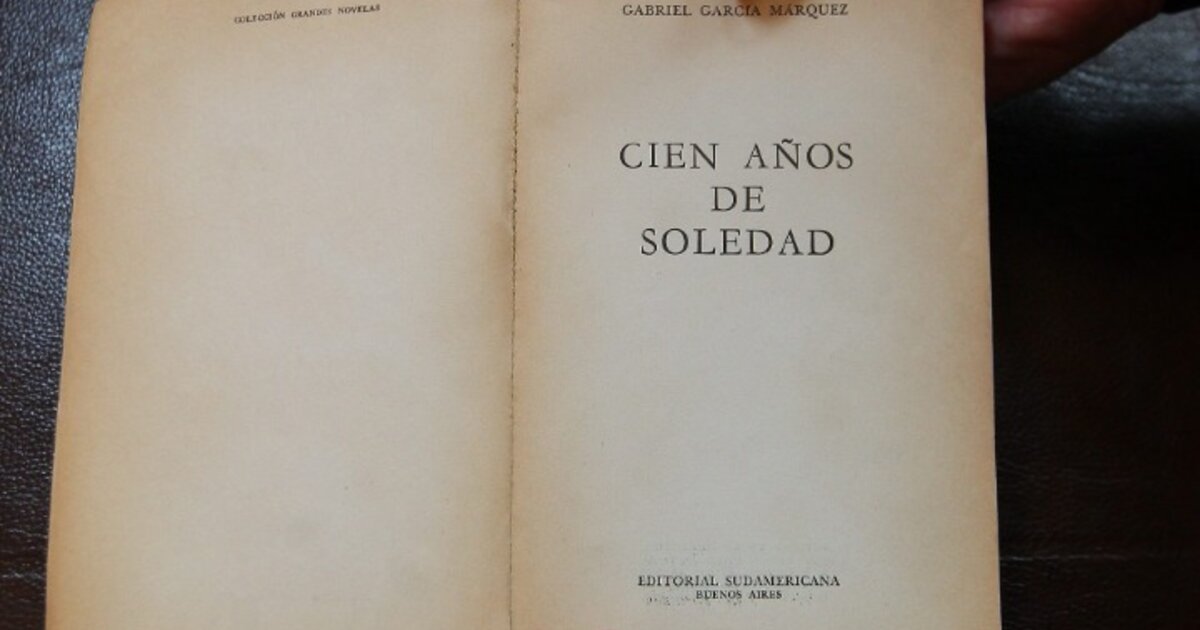 COLECCIÓN GRANDES NOVELAS
GABRIEL GARCÍA MÁRQUEZ
CIEN AÑOS
DE
SOLEDAD
EDITORIAL SUDAMERICANA
BUENOS AIRES